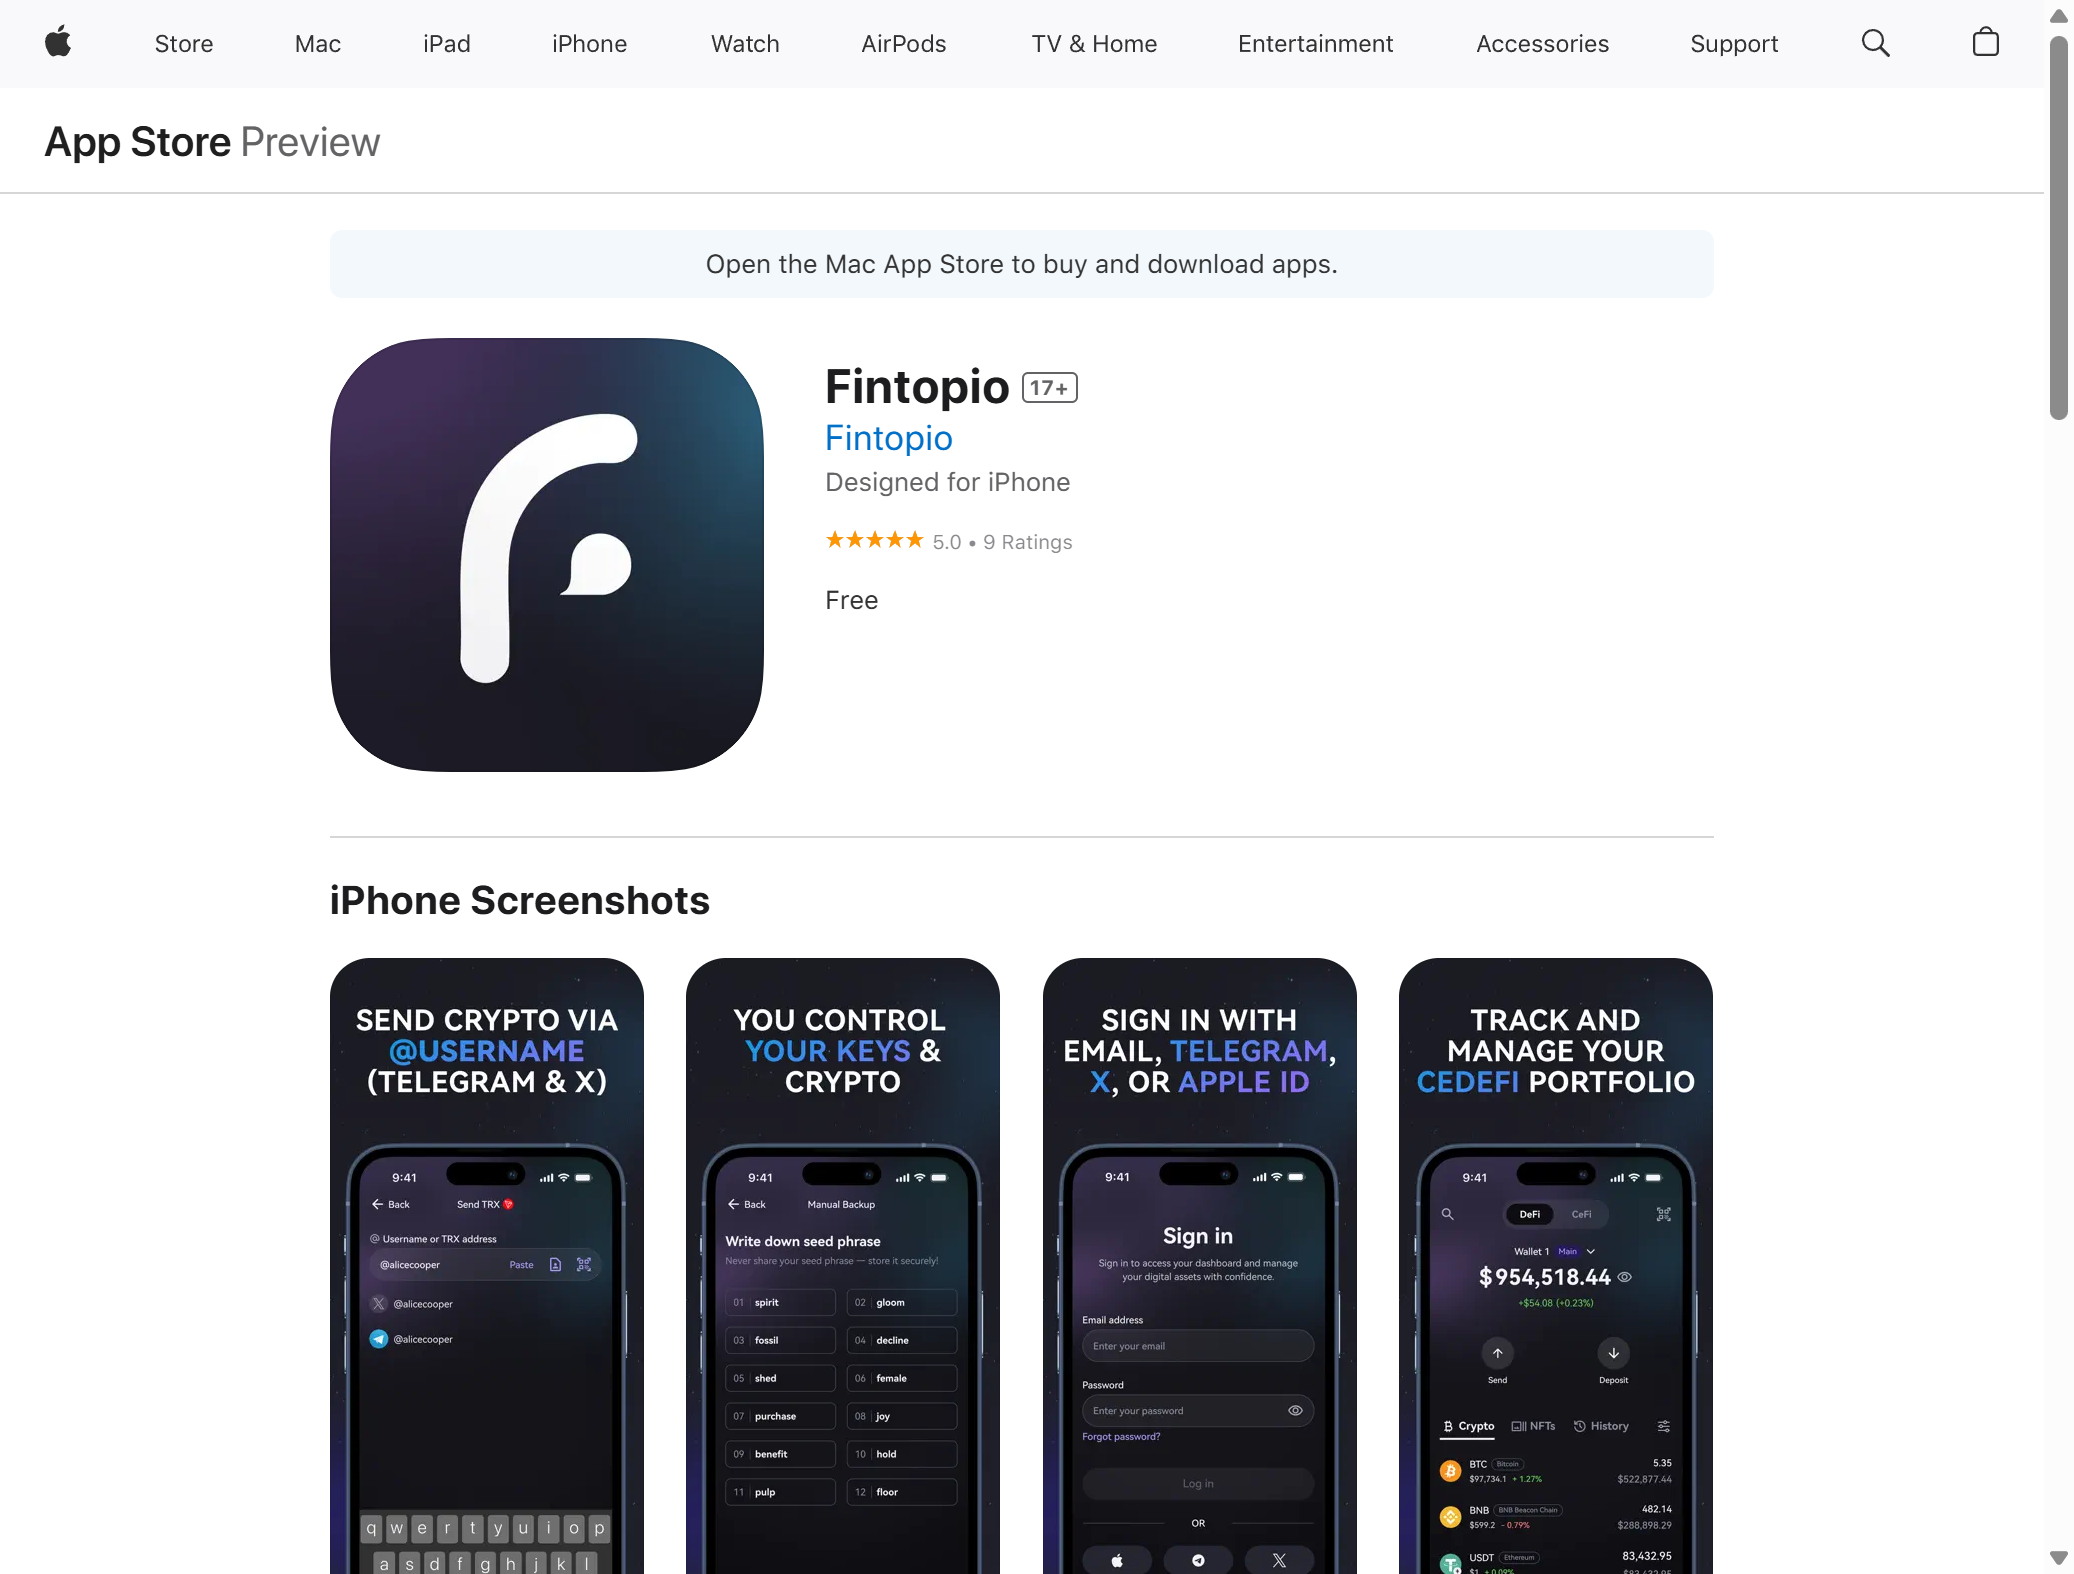 Store Mac iPad iPhone Watch AirPods TV & Home Entertainment Accessories Support
App Store Preview
Open the Mac App Store to buy and download apps.
Fintopio 17+
Fintopio
Designed for iPhone
5.0 • 9 Ratings
Free
iPhone Screenshots
SEND CRYPTO VIA
@USERNAME
(TELEGRAM & X)
9:41
Back Send TRX
@ Username or TRX address
@alicecooper Paste
@alicecooper
@alicecooper
q w e r t y u i o p
a s d f g h j k l
YOU CONTROL
YOUR KEYS &
CRYPTO
9:41
Back Manual Backup
Write down seed phrase
Never share your seed phrase — store it securely!
01 spirit 02 gloom
03 fossil 04 decline
05 shed 06 female
07 purchase 08 joy
09 benefit 10 hold
11 pulp 12 floor
SIGN IN WITH
EMAIL, TELEGRAM,
X, OR APPLE ID
9:41
Sign in
Sign in to access your dashboard and manage
your digital assets with confidence.
Email address
Enter your email
Password
Enter your password
Forgot password?
Log in
OR
TRACK AND
MANAGE YOUR
CEDEFI PORTFOLIO
9:41
DeFi CeFi
Wallet 1 Main
$954,518.44
+$54.08 (+0.23%)
Send Deposit
Crypto NFTs History
BTC Bitcoin 5.35
$97,734.1 + 1.27% $522,877.44
BNB BNB Beacon Chain 482.14
$599.2 - 0.79% $288,898.29
USDT Ethereum 83,432.95
$1 + 0.09%